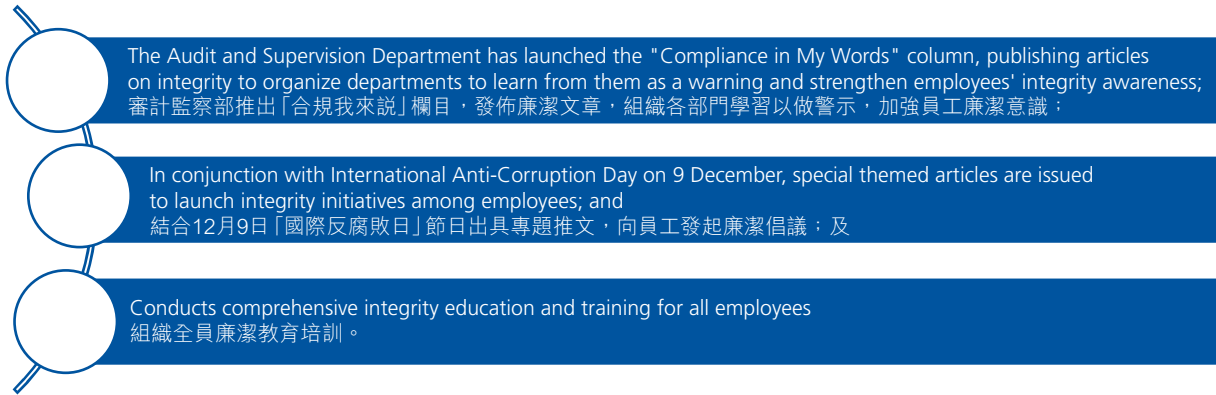 The Audit and Supervision Department has launched the "Compliance in My Words" column, publishing articles
on integrity to organize departments to learn from them as a warning and strengthen employees' integrity awareness;
審計監察部推出「合規我來説」欄目，發佈廉潔文章，組織各部門學習以做警示，加強員工廉潔意識；
In conjunction with International Anti-Corruption Day on 9 December, special themed articles are issued
to launch integrity initiatives among employees; and
結合12月9日「國際反腐敗日」節日出具專題推文，向員工發起廉潔倡議；及
Conducts comprehensive integrity education and training for all employees
組織全員廉潔教育培訓。